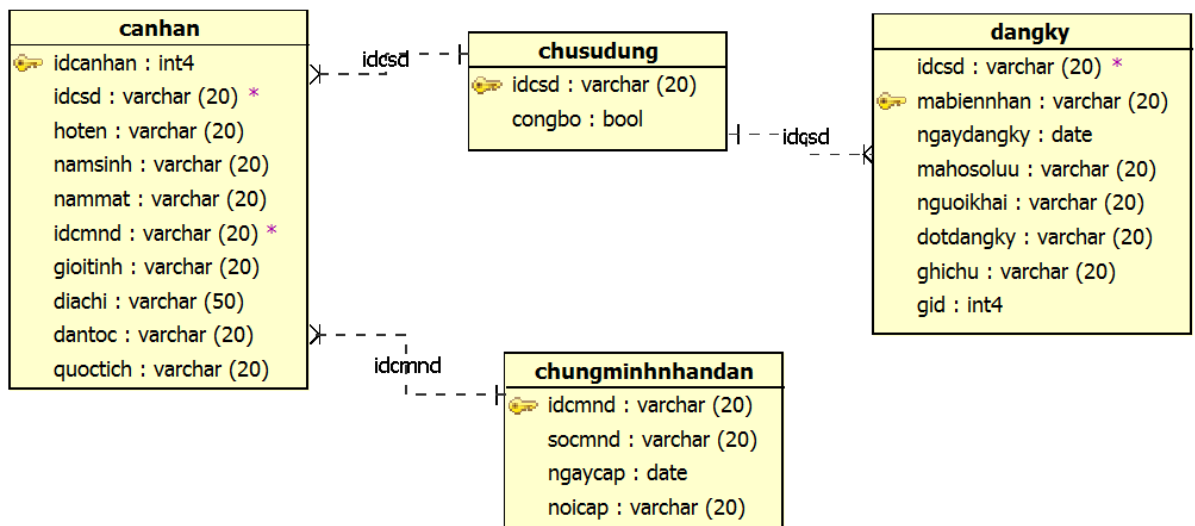 canhan
idcanhan : int4
idcsd : varchar (20) *
hoten : varchar (20)
namsinh : varchar (20)
nammat : varchar (20)
idcmnd : varchar (20) *
gioitinh : varchar (20)
diachi : varchar (50)
dantoc : varchar (20)
quoctich : varchar (20)
idcsd
chusudung
idcsd : varchar (20)
congbo : bool
idcsd
dangky
idcsd : varchar (20) *
mabiennhan : varchar (20)
ngaydangky : date
mahosoluu : varchar (20)
nguoikhai : varchar (20)
dotdangky : varchar (20)
ghichu : varchar (20)
gid : int4
idcmnd
chungminhnhandan
idcmnd : varchar (20)
socmnd : varchar (20)
ngaycap : date
noicap : varchar (20)